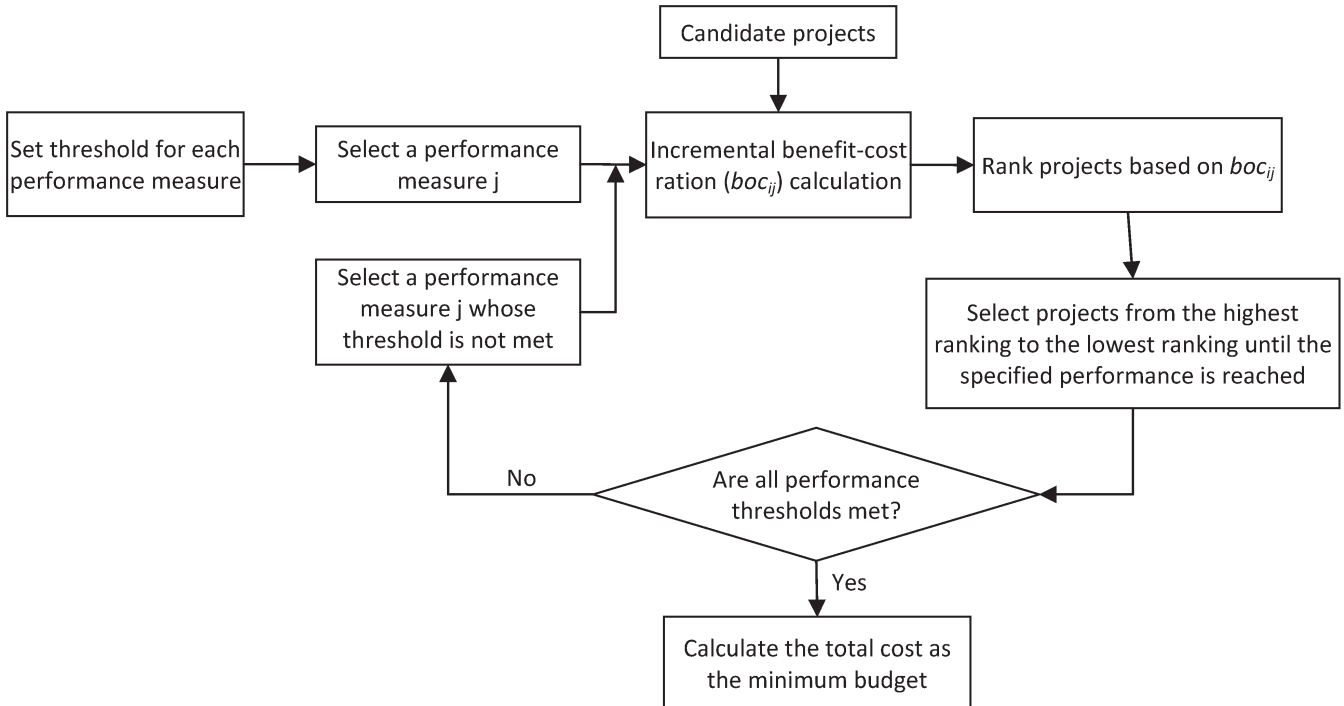 Candidate projects
Set threshold for each
performance measure
Select a performance
measure j
Incremental benefit-cost
ration (boc_ij) calculation
Rank projects based on boc_ij
Select a performance
measure j whose
threshold is not met
Select projects from the highest
ranking to the lowest ranking until the
specified performance is reached
No
Are all performance
thresholds met?
Yes
Calculate the total cost as
the minimum budget